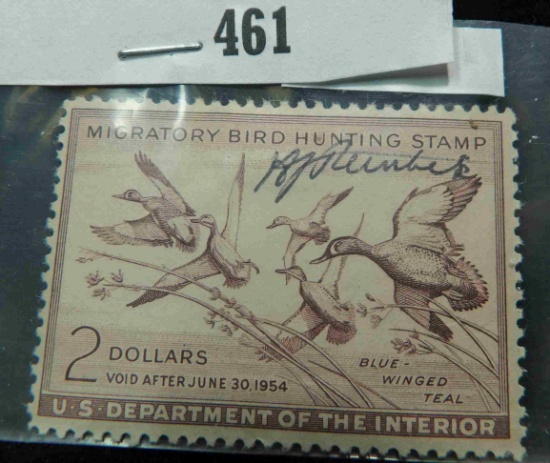 461
MIGRATORY BIRD HUNTING STAMP
2 DOLLARS
VOID AFTER JUNE 30, 1954
BLUE-
WINGED
TEAL
U·S·DEPARTMENT OF THE INTERIOR